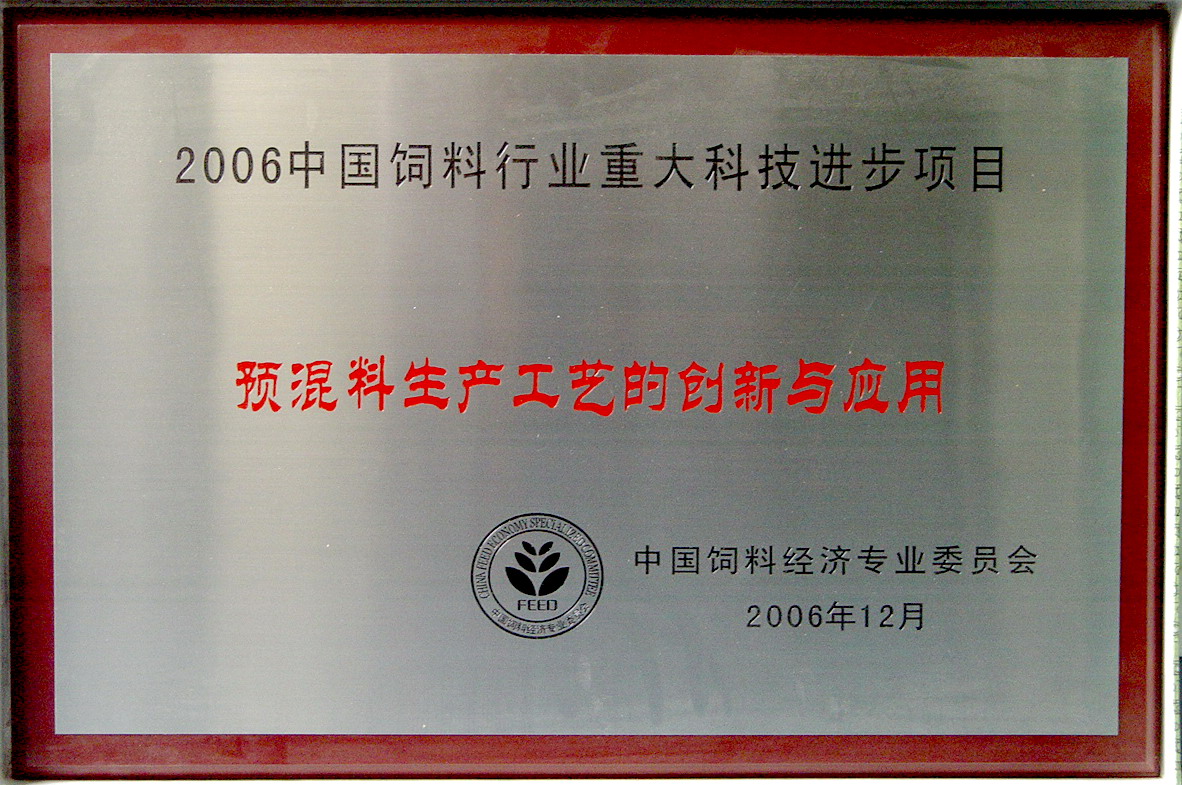 2006中国饲料行业重大科技进步项目
预混料生产工艺的创新与应用
CHINA FEED ECONOMY SPECIALIZED COMMITTEE
FEED
中国饲料经济专业委员会
中国饲料经济专业委员会
2006年12月